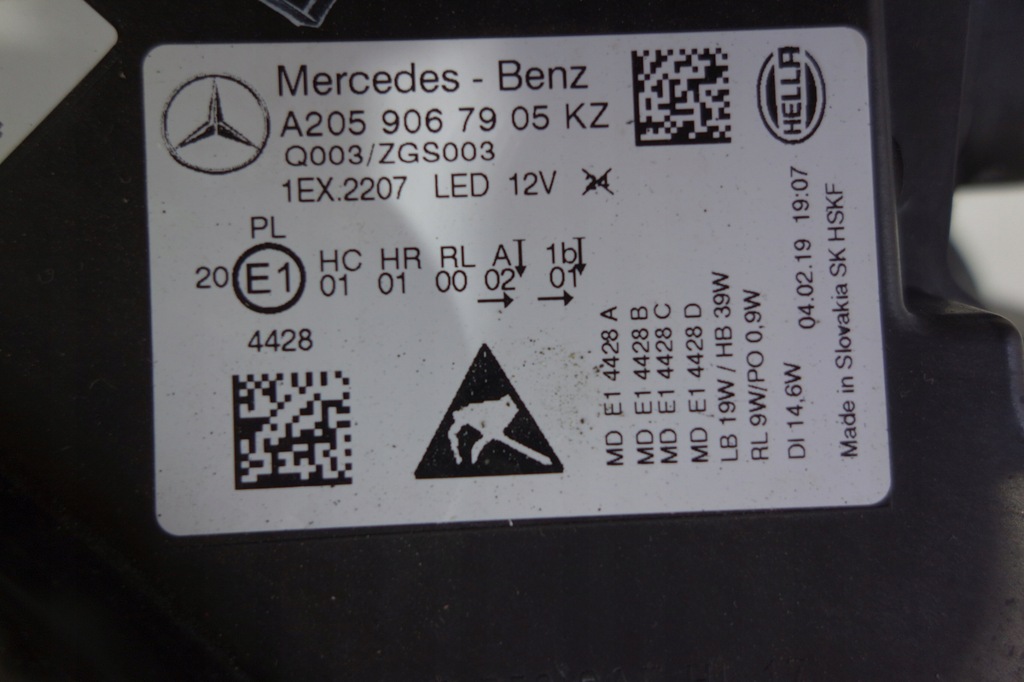 Mercedes - Benz
A205 906 79 05 KZ
Q003/ZGS003
1EX.2207 LED 12V 24
HELLA
PL
20 E1 HC HR RL A 1b
01 01 00 02 01
4428
MD E1 4428 A
MD E1 4428 B
MD E1 4428 C
MD E1 4428 D
LB 19W / HB 39W
RL 9W/PO 0,9W
DI 14,6W
04.02.19 19:07
Made in Slovakia SK HSKF